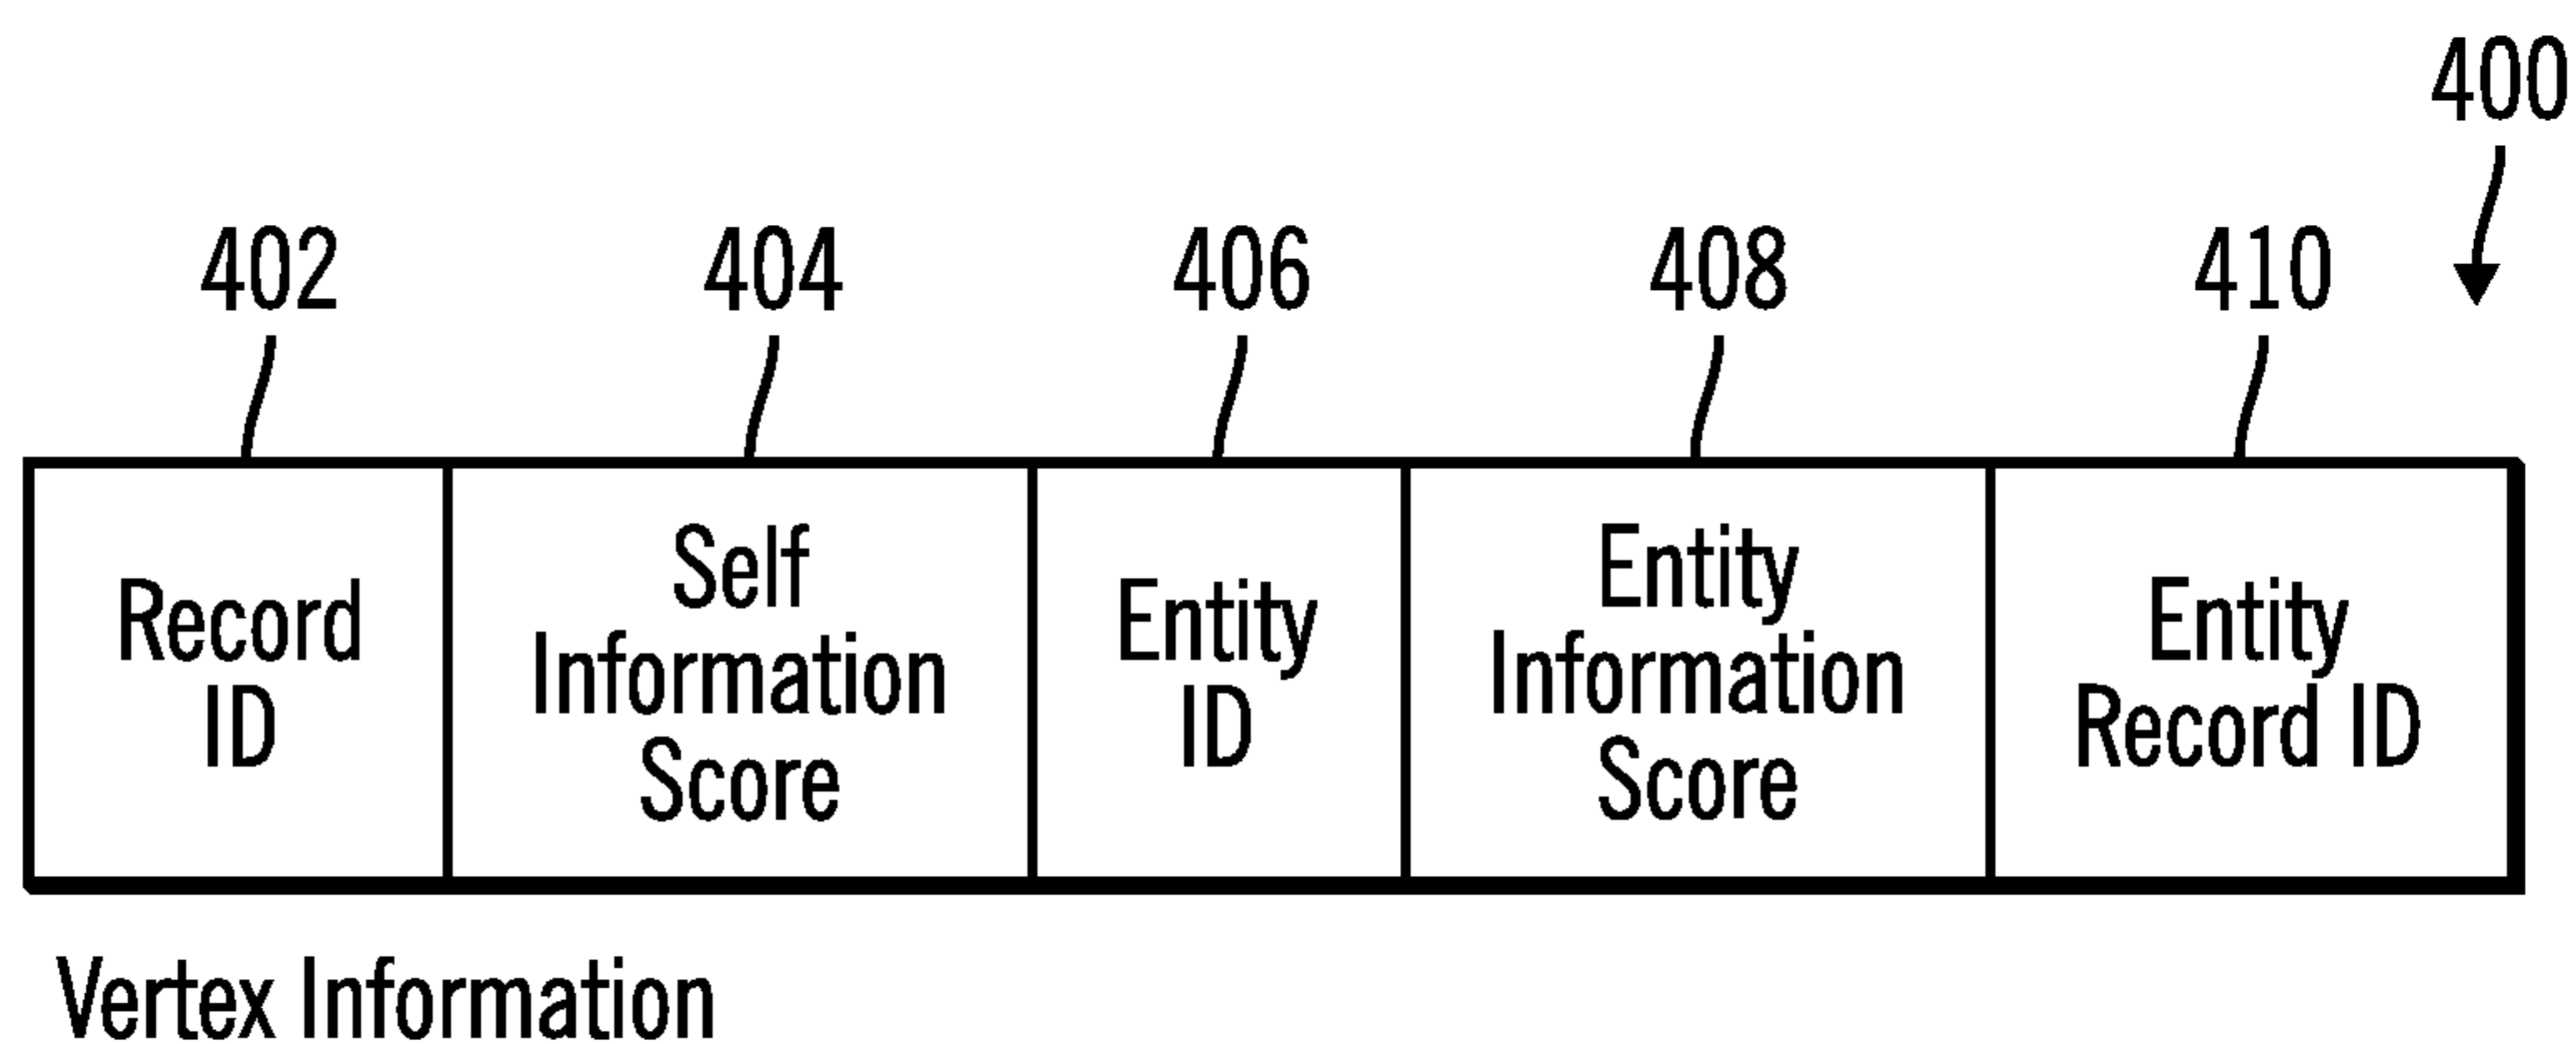 400
402
404
406
408
410
Record
ID
Self
Information
Score
Entity
ID
Entity
Information
Score
Entity
Record ID
Vertex Information